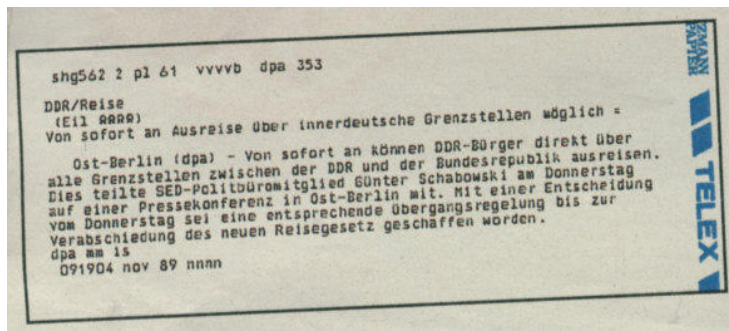 shg562 2 pl 61 vvvvb dpa 353
DDR/Reise
(Eil AAAA)
Von sofort an Ausreise über innerdeutsche Grenzstellen möglich =
Ost-Berlin (dpa) - Von sofort an können DDR-Bürger direkt über
alle Grenzstellen zwischen der DDR und der Bundesrepublik ausreisen.
Dies teilte SED-Politbüromitglied Günter Schabowski am Donnerstag
auf einer Pressekonferenz in Ost-Berlin mit. Mit einer Entscheidung
vom Donnerstag sei eine entsprechende Übergangsregelung bis zur
Verabschiedung des neuen Reisegesetz geschaffen worden.
dpa mm 1s
091904 nov 89 nnnn
ZMANN
PAPIER
TELEX